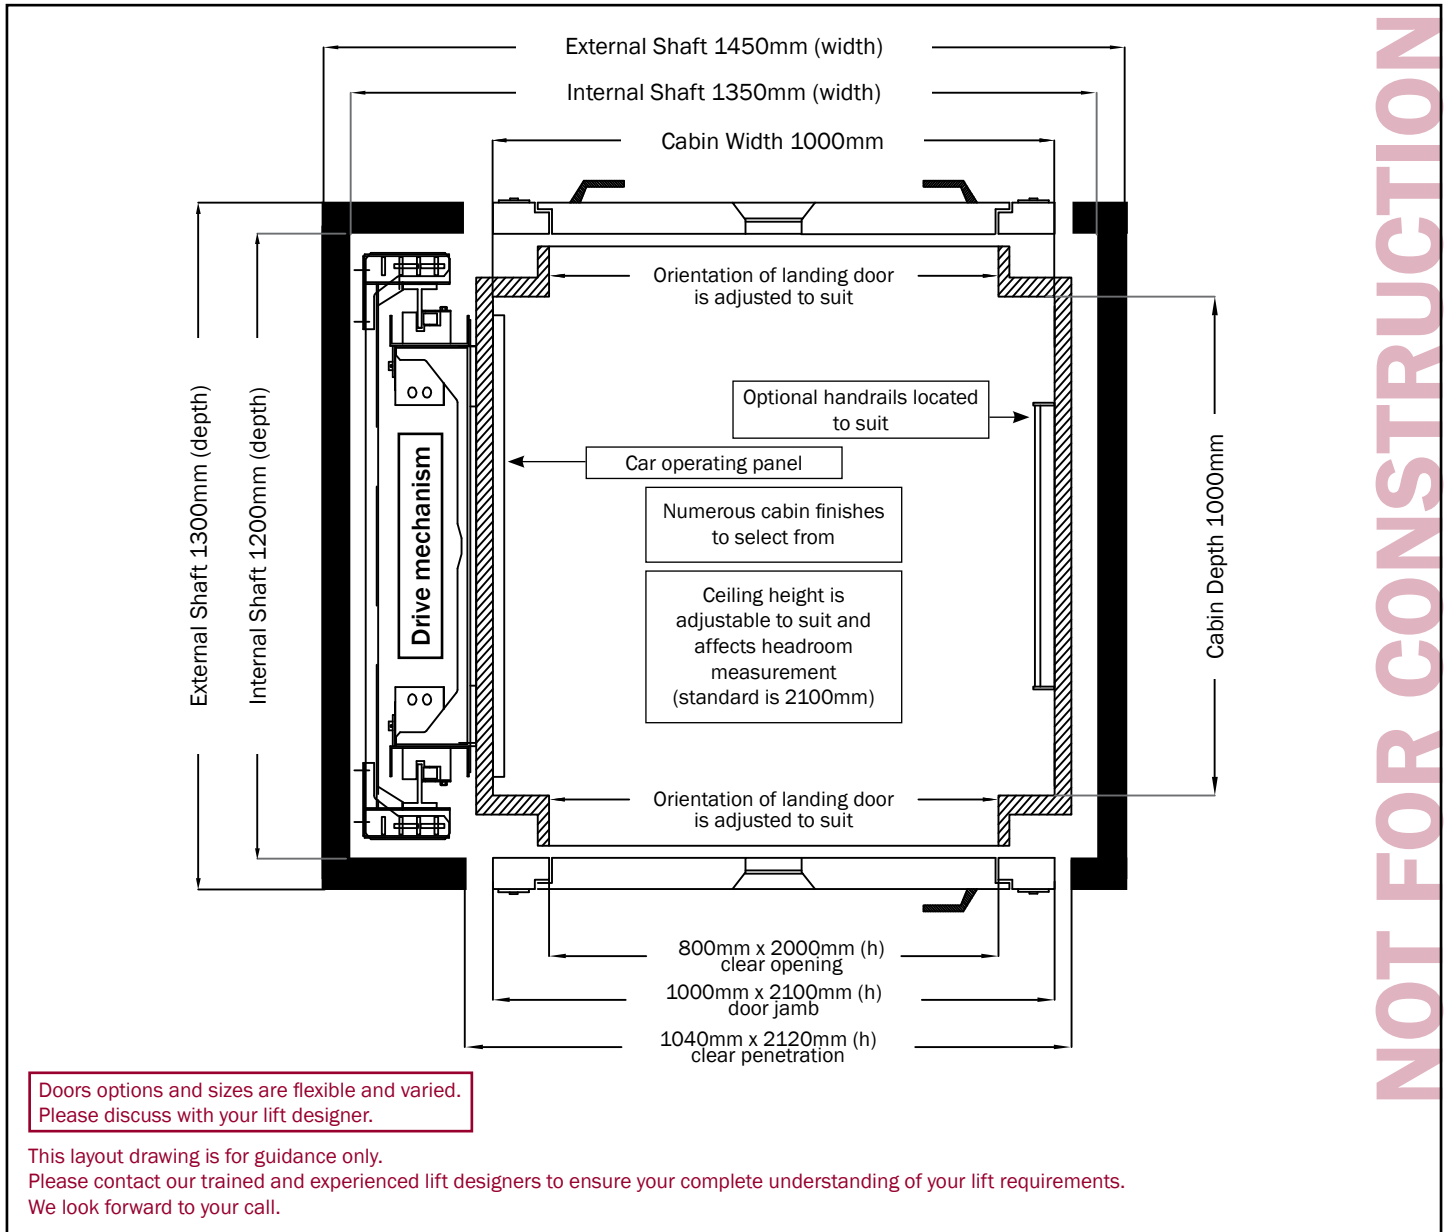 External Shaft 1450mm (width)
Internal Shaft 1350mm (width)
Cabin Width 1000mm
Orientation of landing door
is adjusted to suit
Optional handrails located
to suit
Car operating panel
Numerous cabin finishes
to select from
Ceiling height is
adjustable to suit and
affects headroom
measurement
(standard is 2100mm)
External Shaft 1300mm (depth)
Internal Shaft 1200mm (depth)
Drive mechanism
Cabin Depth 1000mm
Orientation of landing door
is adjusted to suit
800mm x 2000mm (h)
clear opening
1000mm x 2100mm (h)
door jamb
1040mm x 2120mm (h)
clear penetration
Doors options and sizes are flexible and varied.
Please discuss with your lift designer.
This layout drawing is for guidance only.
Please contact our trained and experienced lift designers to ensure your complete understanding of your lift requirements.
We look forward to your call.
NOT FOR CONSTRUCTION